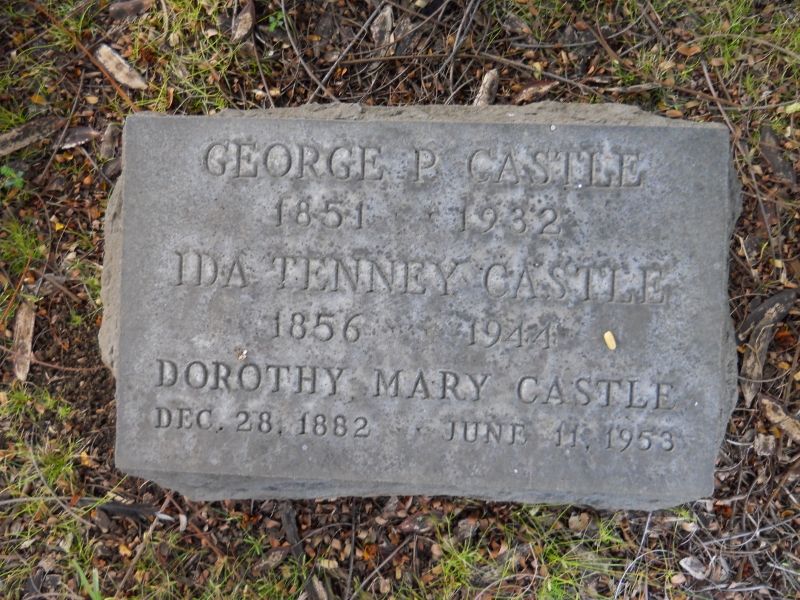 GEORGE P. CASTLE
1851 1932
IDA TENNEY CASTLE
1856 1944
DOROTHY MARY CASTLE
DEC. 28, 1882 JUNE 11, 1953